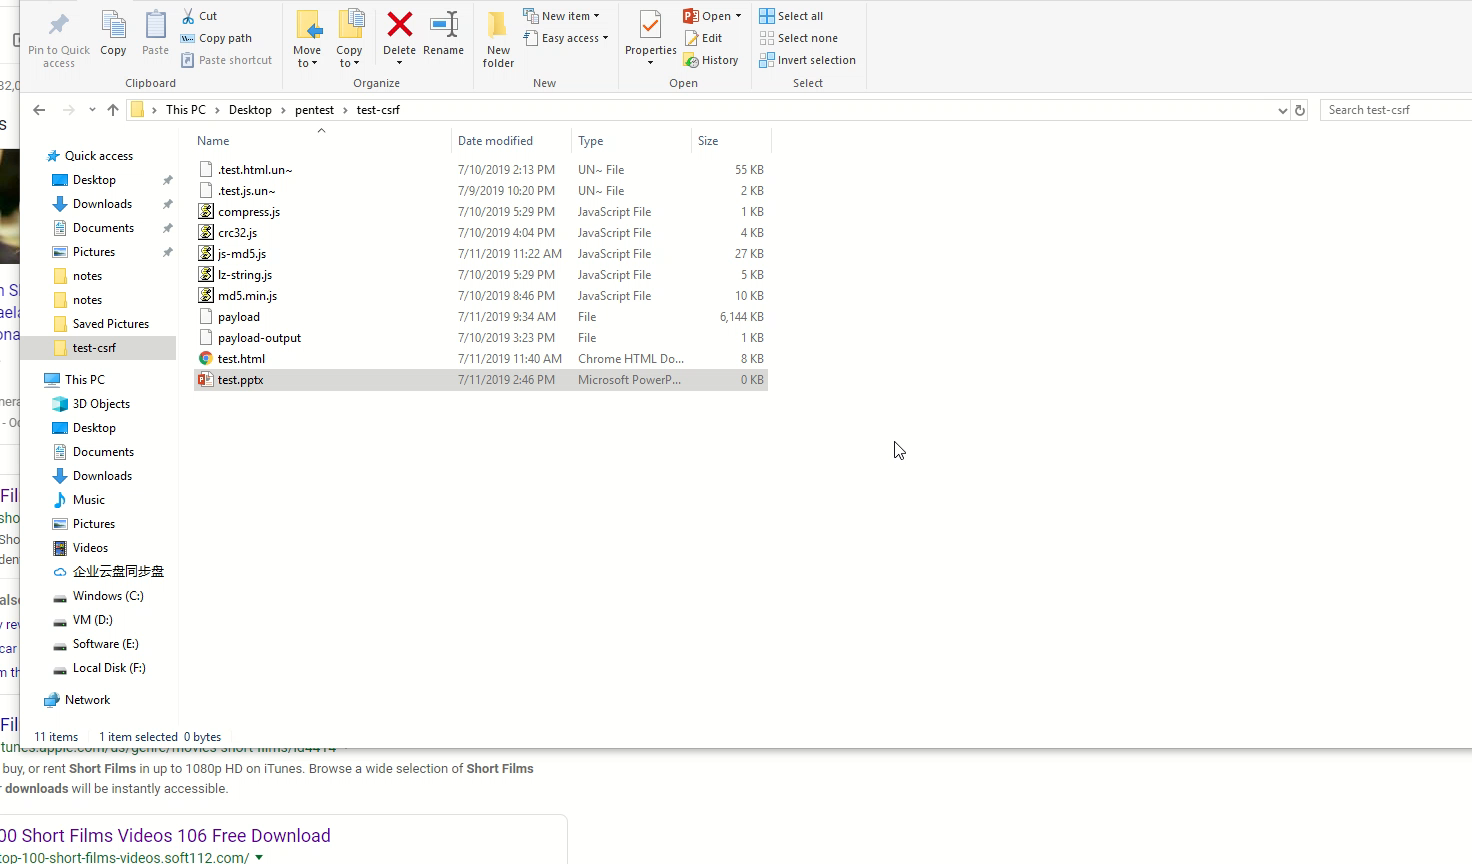 Pin to Quick access
Copy
Paste
Cut
Copy path
Paste shortcut
Clipboard
Move to
Copy to
Delete
Rename
Organize
New folder
New item
Easy access
New
Properties
Open
Edit
History
Open
Select all
Select none
Invert selection
Select
This PC > Desktop > pentest > test-csrf
Search test-csrf
Name Date modified Type Size
.test.html.un~ 7/10/2019 2:13 PM UN~ File 55 KB
.test.js.un~ 7/9/2019 10:20 PM UN~ File 2 KB
compress.js 7/10/2019 5:29 PM JavaScript File 1 KB
crc32.js 7/10/2019 4:04 PM JavaScript File 4 KB
js-md5.js 7/11/2019 11:22 AM JavaScript File 27 KB
lz-string.js 7/10/2019 5:29 PM JavaScript File 5 KB
md5.min.js 7/10/2019 8:46 PM JavaScript File 10 KB
payload 7/11/2019 9:34 AM File 6,144 KB
payload-output 7/10/2019 3:23 PM File 1 KB
test.html 7/11/2019 11:40 AM Chrome HTML Do... 8 KB
test.pptx 7/11/2019 2:46 PM Microsoft PowerP... 0 KB
Quick access
Desktop
Downloads
Documents
Pictures
notes
notes
Saved Pictures
test-csrf
This PC
3D Objects
Desktop
Documents
Downloads
Music
Pictures
Videos
企业云盘同步盘
Windows (C:)
VM (D:)
Software (E:)
Local Disk (F:)
Network
11 items 1 item selected 0 bytes
buy, or rent Short Films in up to 1080p HD on iTunes. Browse a wide selection of Short Films
downloads will be instantly accessible.
00 Short Films Videos 106 Free Download
top-100-short-films-videos.soft112.com/